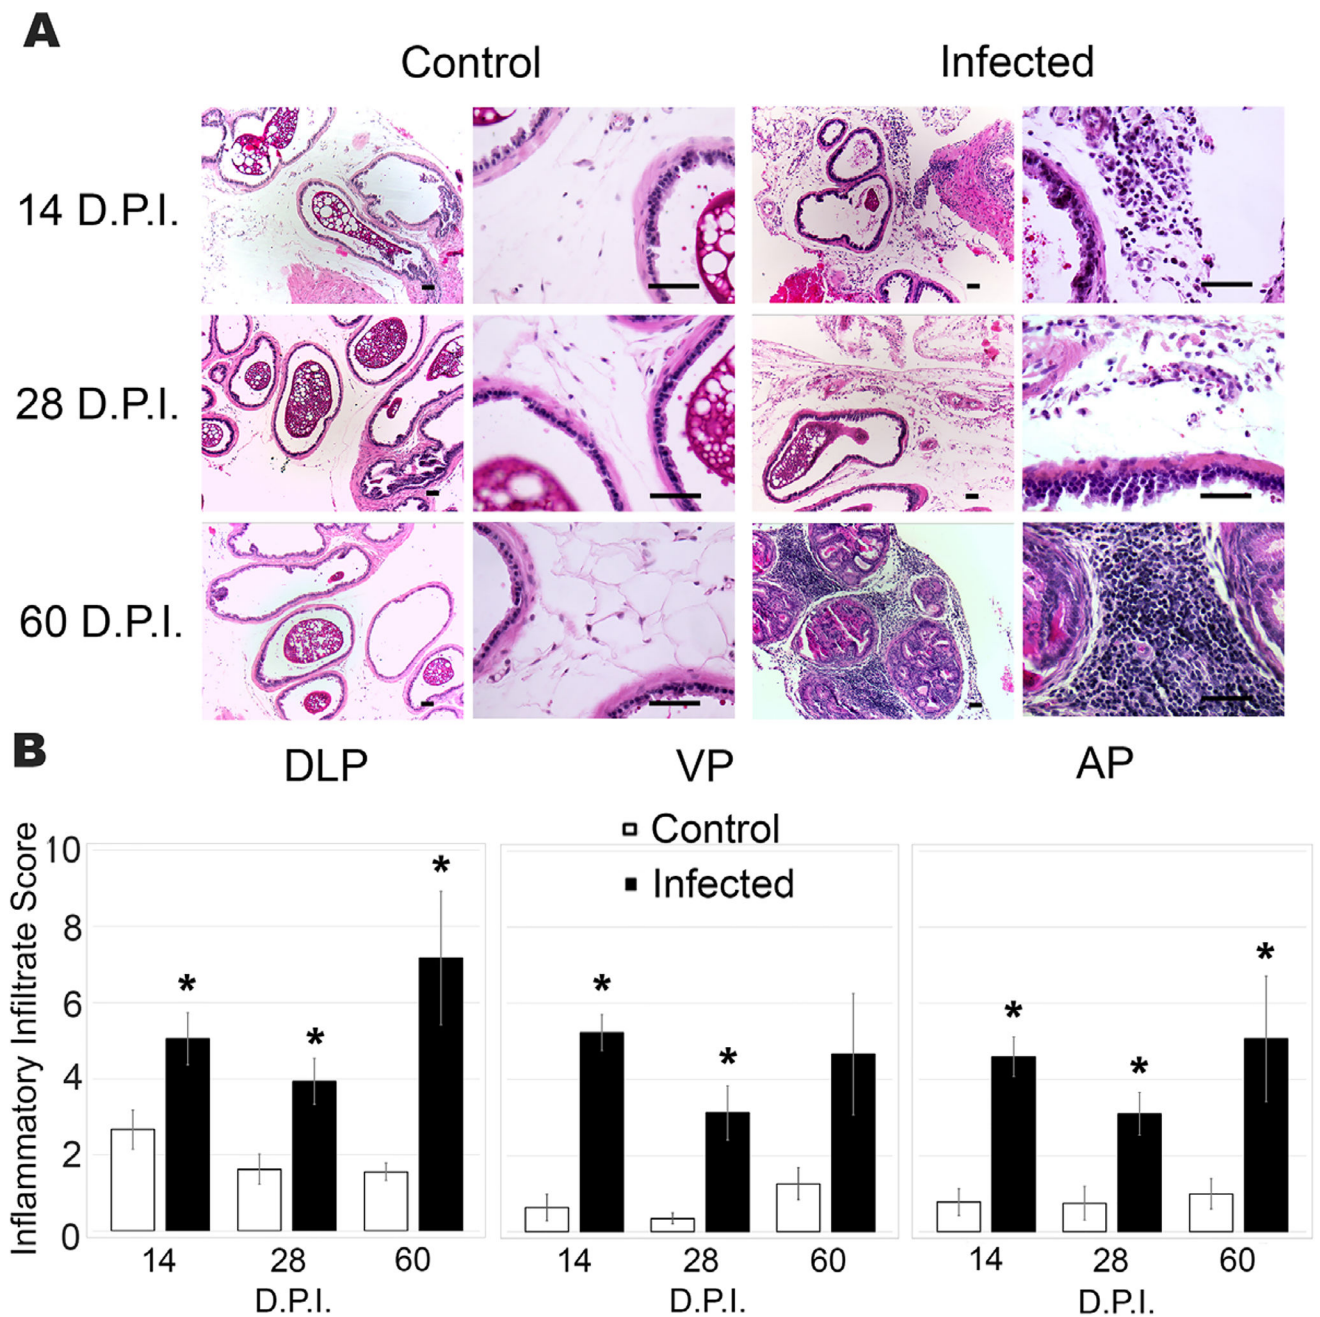 A
Control Infected
14 D.P.I.
28 D.P.I.
60 D.P.I.
B
DLP VP AP
Control
Infected
Inflammatory Infiltrate Score
10
8
6
4
2
0
* * *
* *
* * *
14 28 60 14 28 60 14 28 60
D.P.I. D.P.I. D.P.I.